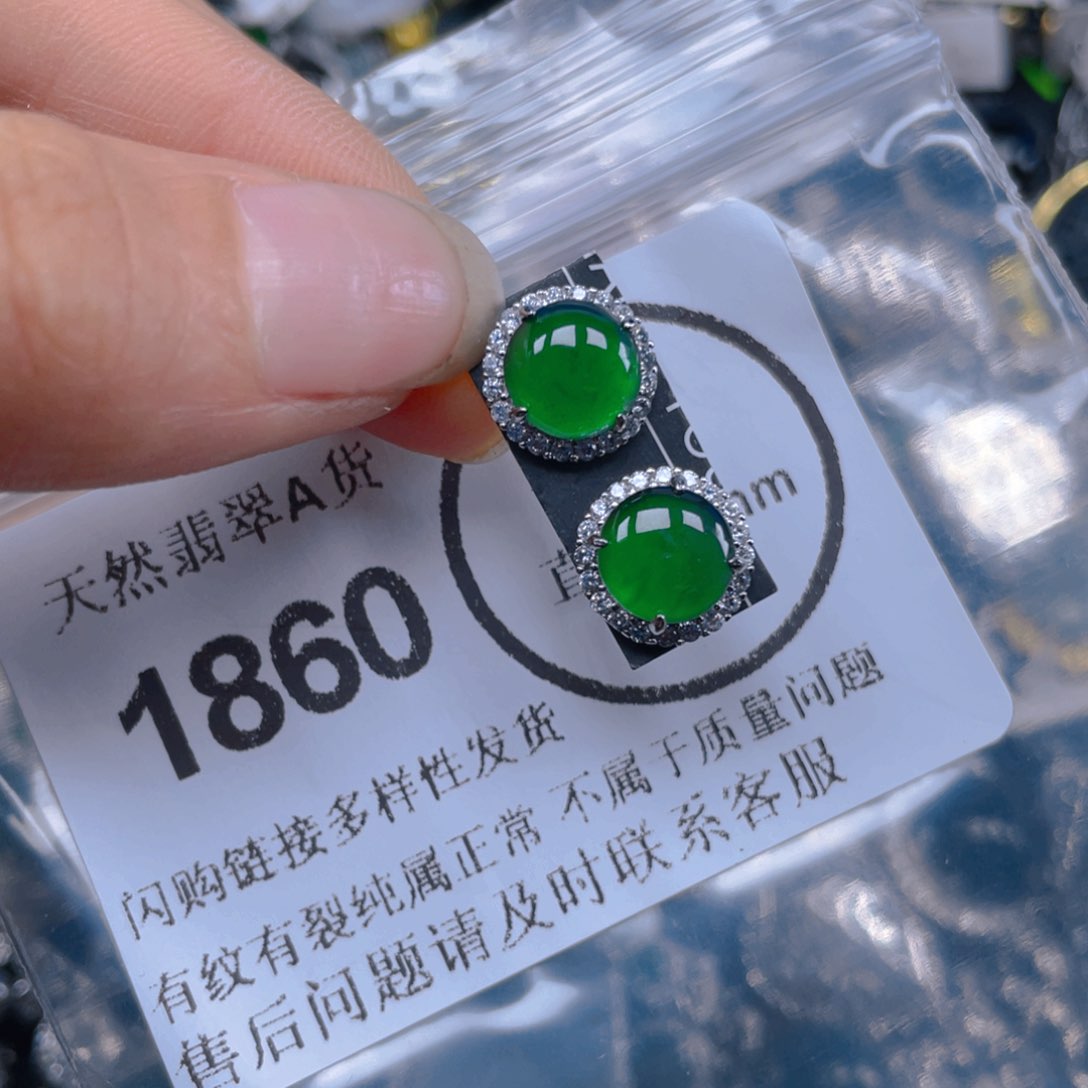 天然翡翠A货
1860
mm
闪购链接多样性发货
有纹有裂纯属正常 不属于质量问题
售后问题请及时联系客服